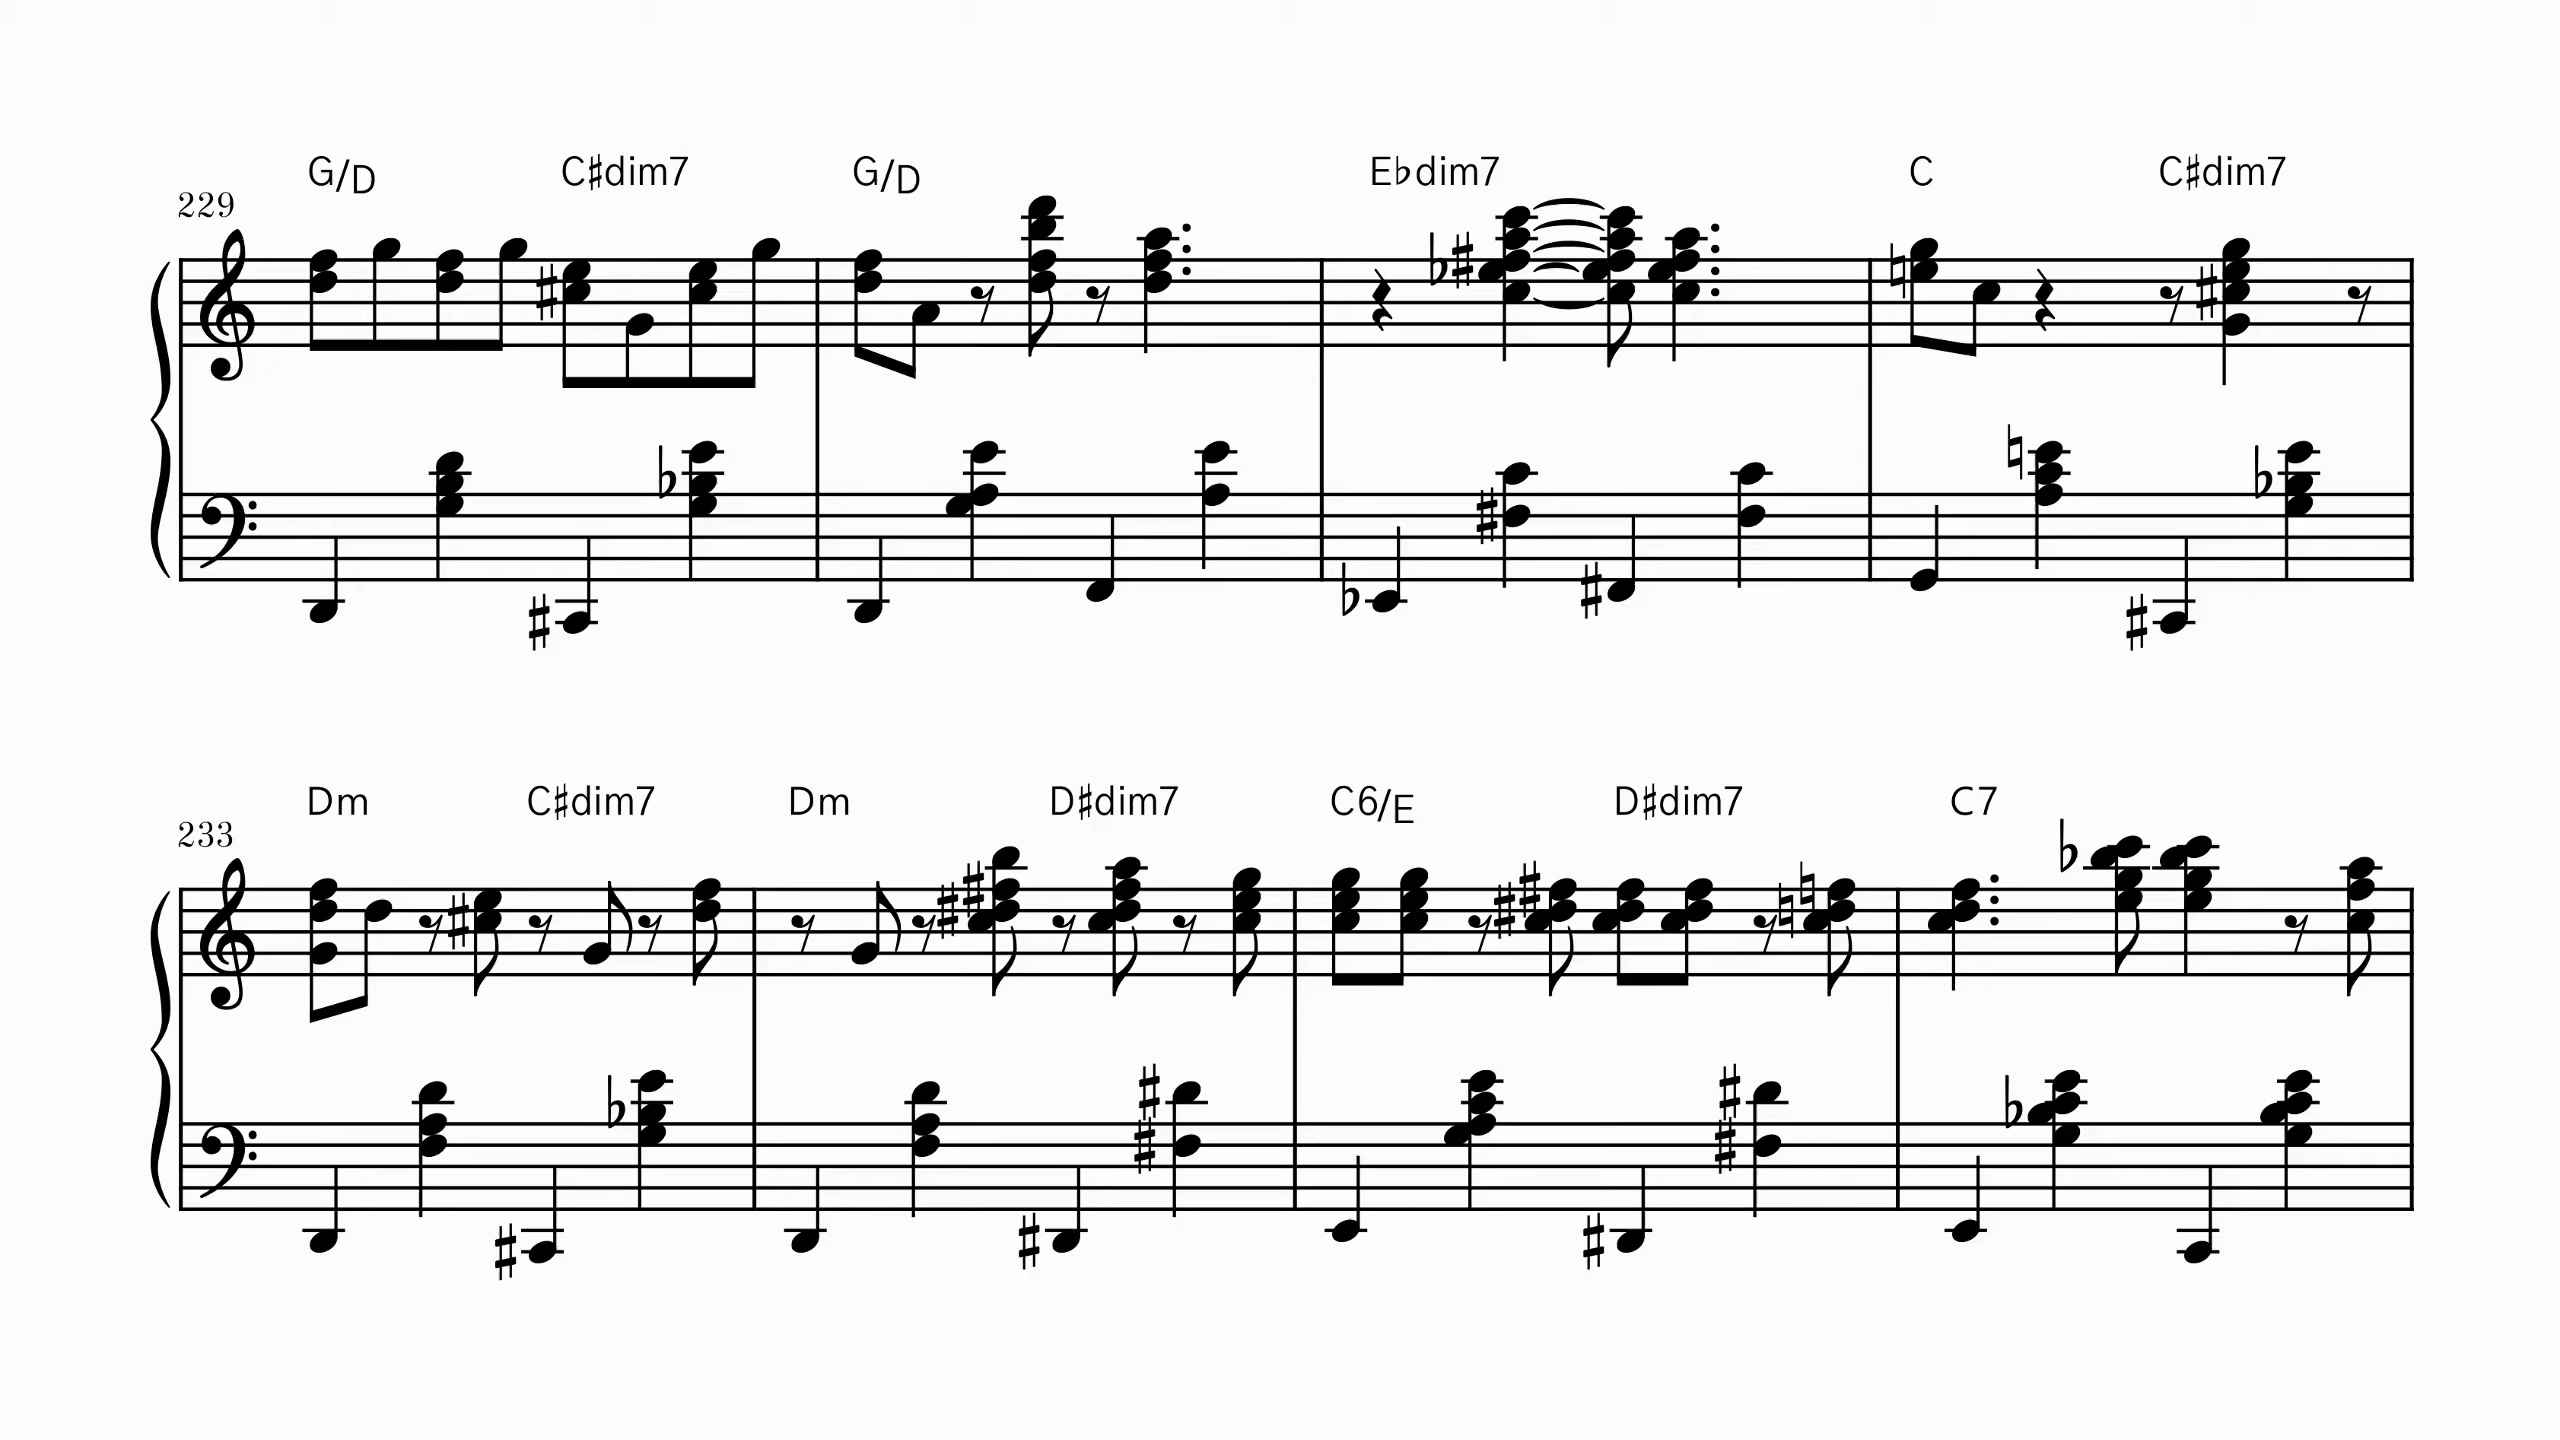 G/D C♯dim7 G/D E♭dim7 C C♯dim7
229
Dm C♯dim7 Dm D♯dim7 C6/E D♯dim7 C7
233